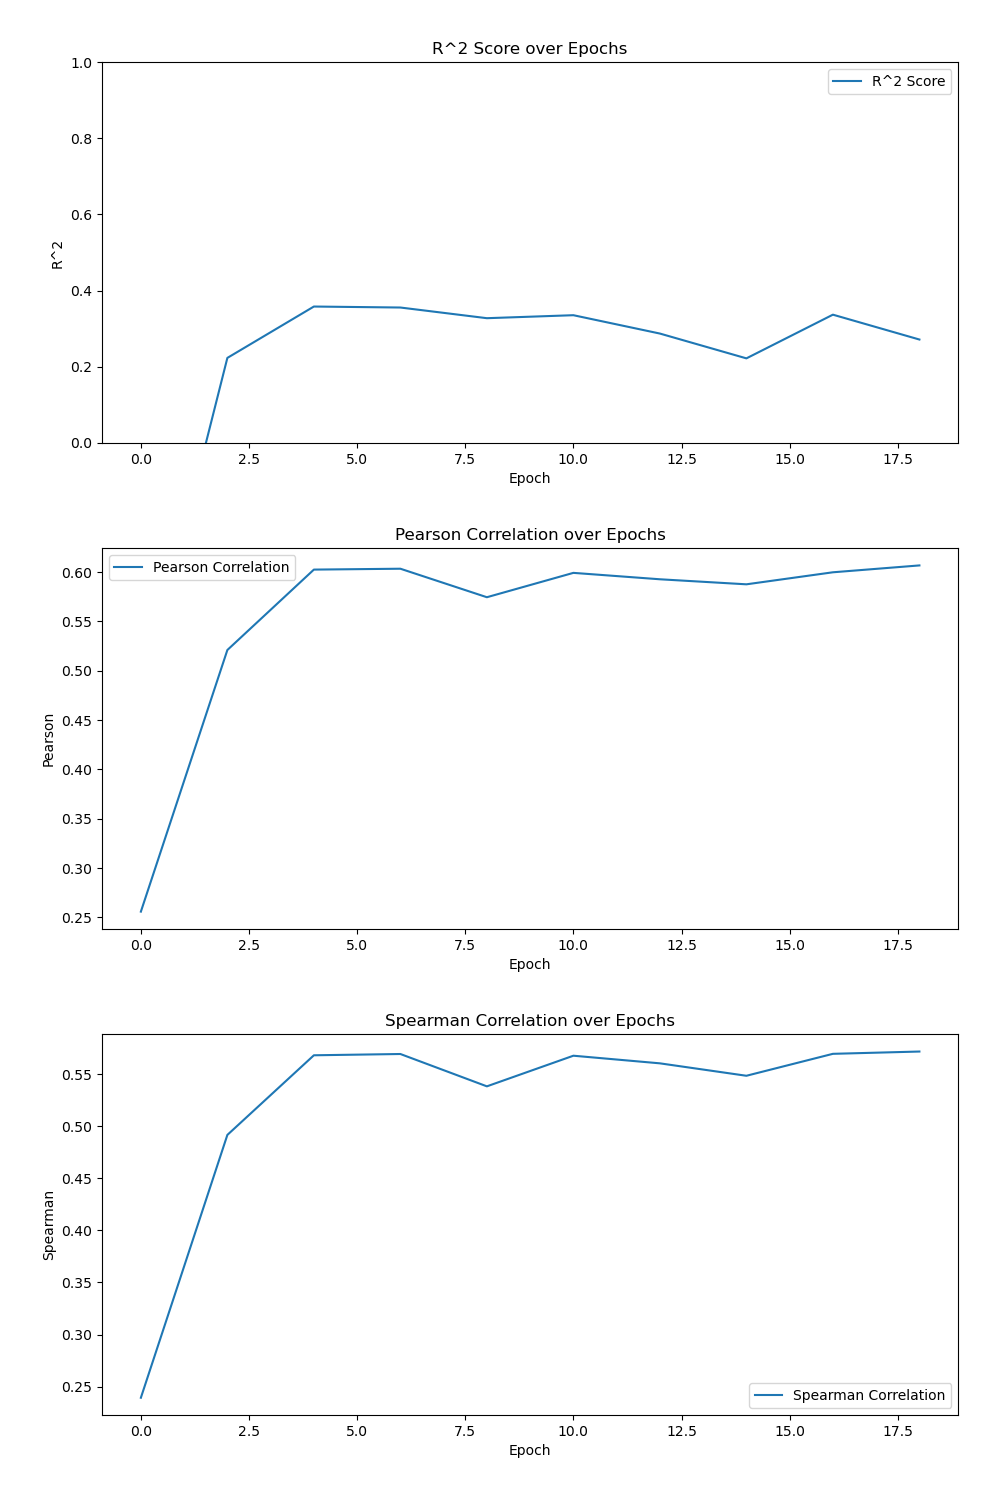 R^2 Score over Epochs
1.0
R^2 Score
0.8
0.6
R^2
0.4
0.2
0.0
0.0 2.5 5.0 7.5 10.0 12.5 15.0 17.5
Epoch
Pearson Correlation over Epochs
Pearson Correlation
0.60
0.55
0.50
0.45
Pearson
0.40
0.35
0.30
0.25
0.0 2.5 5.0 7.5 10.0 12.5 15.0 17.5
Epoch
Spearman Correlation over Epochs
0.55
0.50
0.45
0.40
Spearman
0.35
0.30
0.25
Spearman Correlation
0.0 2.5 5.0 7.5 10.0 12.5 15.0 17.5
Epoch